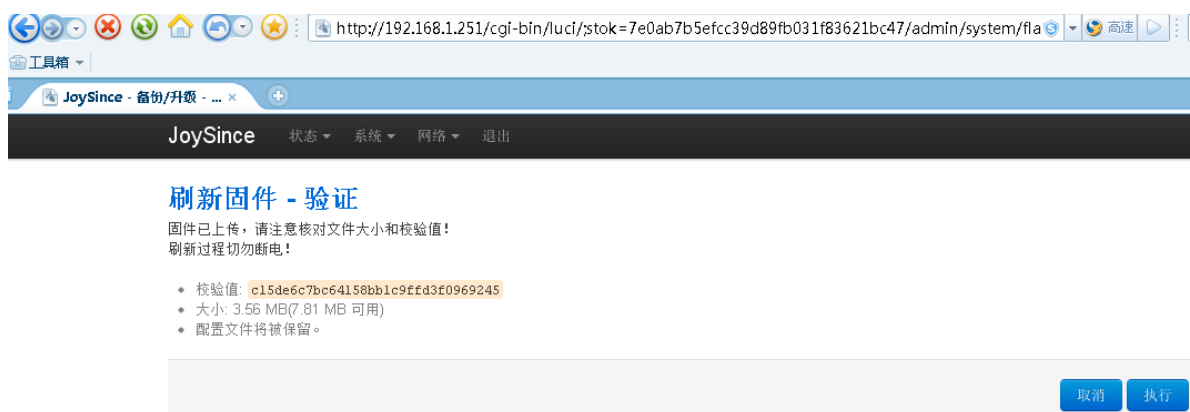 http://192.168.1.251/cgi-bin/luci/;stok=7e0ab7b5efcc39d89fb031f83621bc47/admin/system/fla
高速
工具箱
JoySince - 备份/升级 - ... ×
JoySince 状态 系统 网络 退出
刷新固件 - 验证
固件已上传，请注意核对文件大小和校验值！
刷新过程切勿断电！
校验值: c15de6c7bc64158bb1c9ffd3f0969245
大小: 3.56 MB(7.81 MB 可用)
配置文件将被保留。
取消 执行